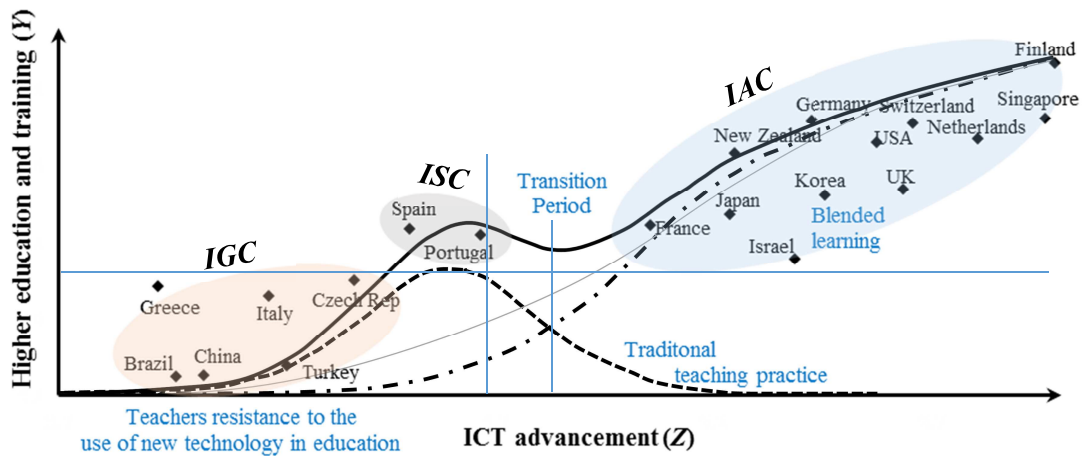 Higher education and training (Y)
Finland
IAC
Singapore
Germany
Switzerland
New Zealand
USA
Netherlands
ISC
Transition
Period
Korea
UK
Spain
Japan
Blended
learning
France
Portugal
Israel
IGC
Greece
Italy
Czech Rep
Brazil
China
Turkey
Traditonal
teaching practice
Teachers resistance to the
use of new technology in education
ICT advancement (Z)